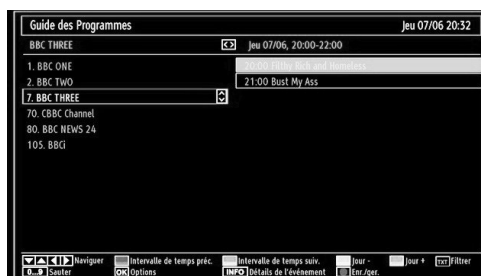 Guide des Programmes Jeu 07/06 20:32
BBC THREE Jeu 07/06, 20:00-22:00
1. BBC ONE 20:00 Filthy Rich and Homeless
2. BBC TWO 21:00 Bust My Ass
7. BBC THREE
70. CBBC Channel
80. BBC NEWS 24
105. BBCi
Naviguer Intervalle de temps préc. Intervalle de temps suiv. Jour - Jour + TXT Filtrer
0...9 Sauter OK Options INFO Détails de l'événement Enr./qer.